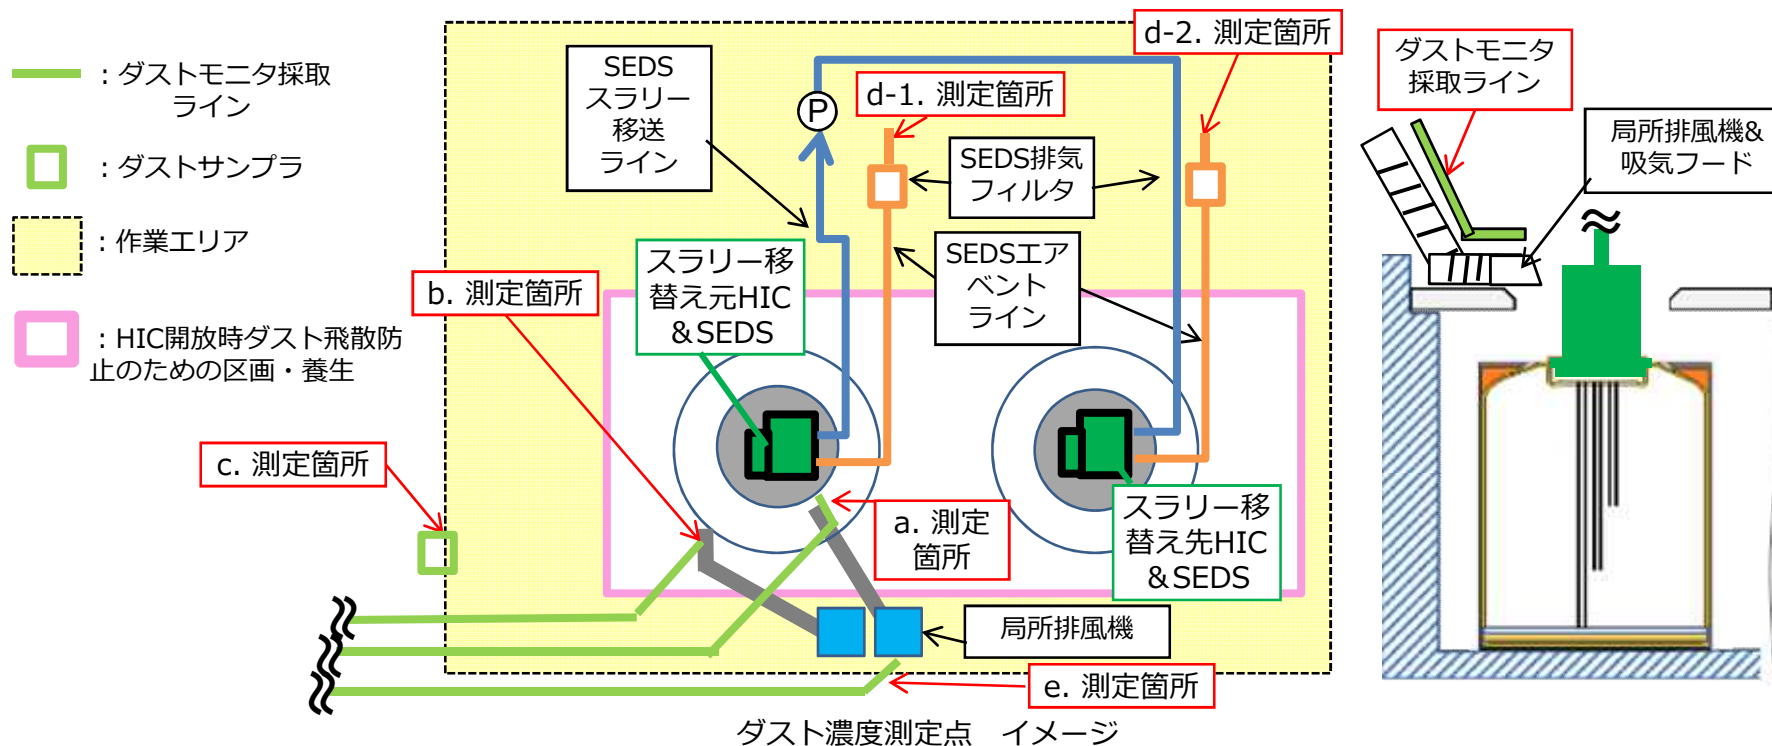 ：ダストモニタ採取
ライン
：ダストサンプラ
：作業エリア
：HIC開放時ダスト飛散防
止のための区画・養生
SEDS
スラリー
移送
ライン
P
d-1. 測定箇所
d-2. 測定箇所
SEDS排気
フィルタ
SEDSエア
ベント
ライン
スラリー移
替え元HIC
＆SEDS
b. 測定箇所
c. 測定箇所
a. 測定
箇所
スラリー移
替え先HIC
＆SEDS
局所排風機
e. 測定箇所
ダスト濃度測定点　イメージ
ダストモニタ
採取ライン
局所排風機&
吸気フード